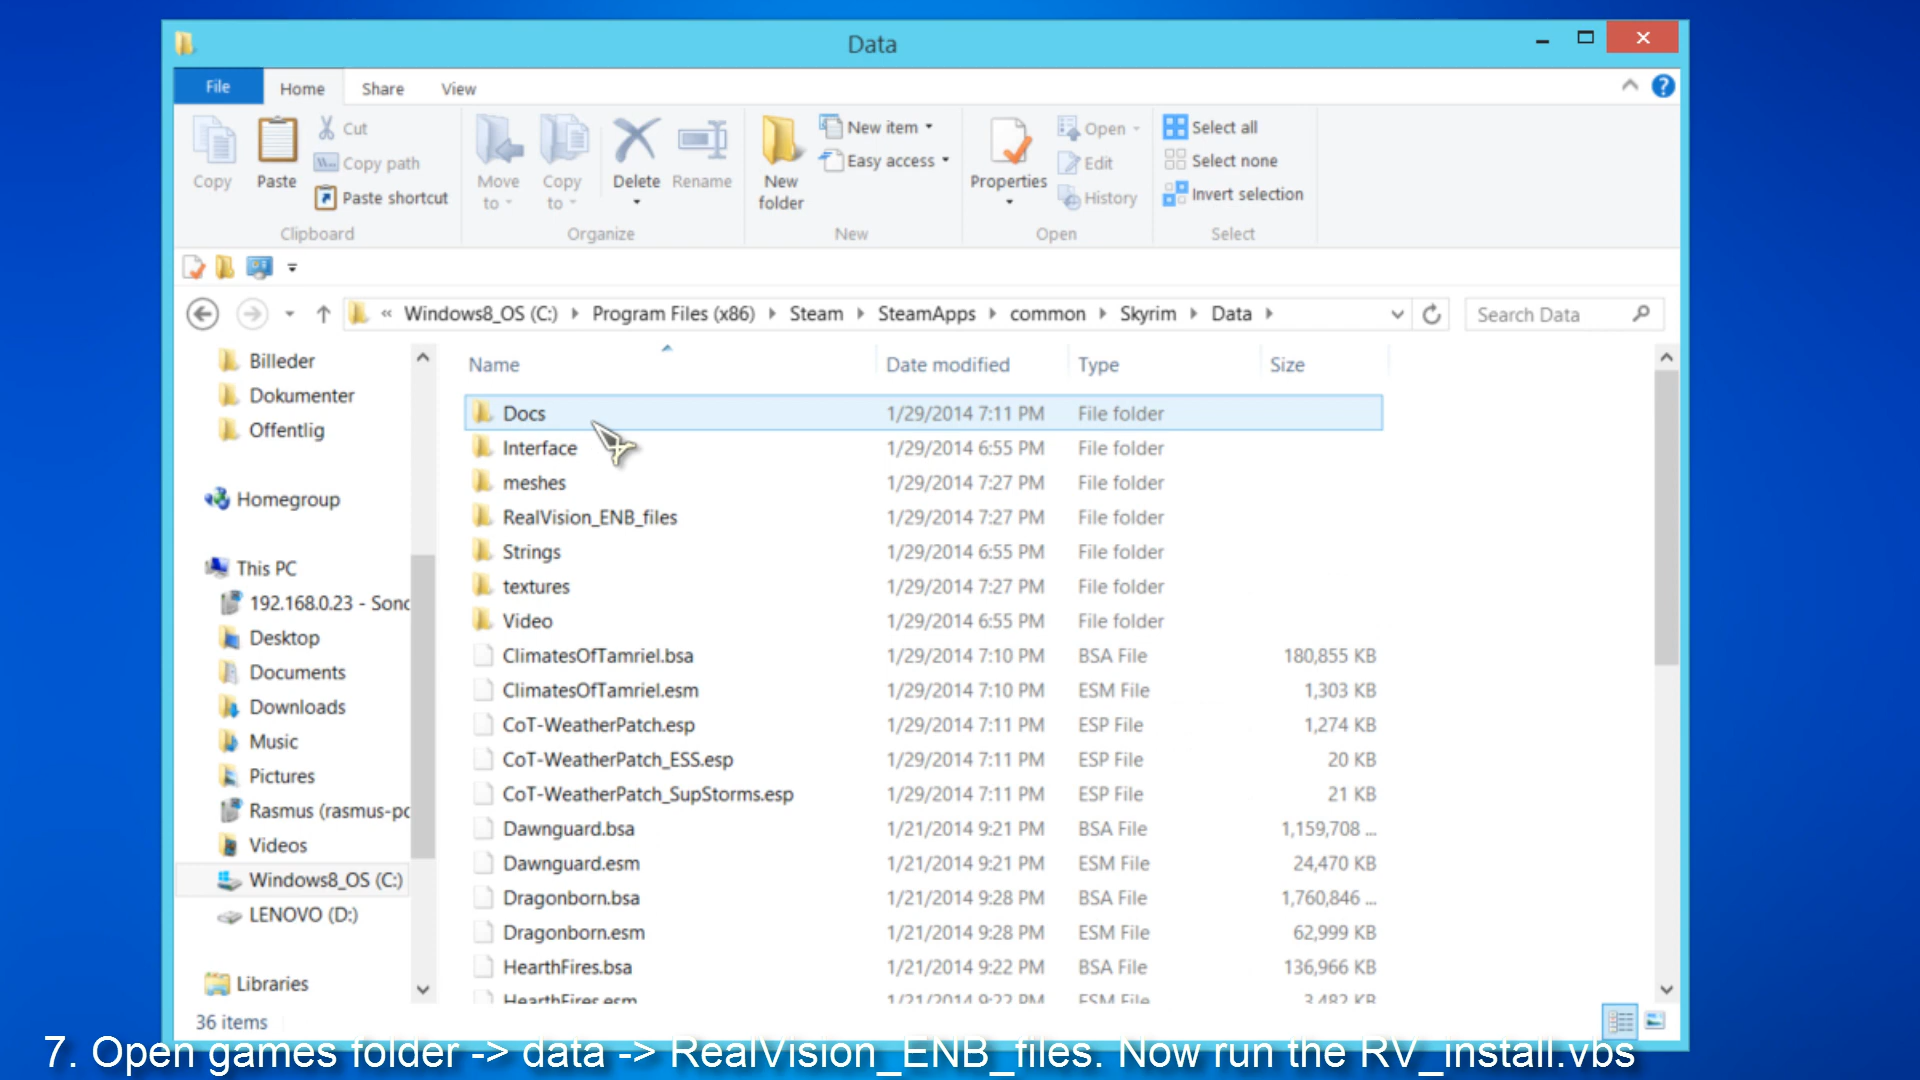 Data
File Home Share View
Copy
Paste
Cut
Copy path
Paste shortcut
Clipboard
Move to
Copy to
Delete
Rename
Organize
New folder
New item
Easy access
New
Properties
Open
Edit
History
Open
Select all
Select none
Invert selection
Select
« Windows8_OS (C:) Program Files (x86) Steam SteamApps common Skyrim Data
Search Data
Billeder
Dokumenter
Offentlig
Homegroup
This PC
192.168.0.23 - Sonc
Desktop
Documents
Downloads
Music
Pictures
Rasmus (rasmus-pc
Videos
Windows8_OS (C:)
LENOVO (D:)
Libraries
Name Date modified Type Size
Docs 1/29/2014 7:11 PM File folder
Interface 1/29/2014 6:55 PM File folder
meshes 1/29/2014 7:27 PM File folder
RealVision_ENB_files 1/29/2014 7:27 PM File folder
Strings 1/29/2014 6:55 PM File folder
textures 1/29/2014 7:27 PM File folder
Video 1/29/2014 6:55 PM File folder
ClimatesOfTamriel.bsa 1/29/2014 7:10 PM BSA File 180,855 KB
ClimatesOfTamriel.esm 1/29/2014 7:10 PM ESM File 1,303 KB
CoT-WeatherPatch.esp 1/29/2014 7:11 PM ESP File 1,274 KB
CoT-WeatherPatch_ESS.esp 1/29/2014 7:11 PM ESP File 20 KB
CoT-WeatherPatch_SupStorms.esp 1/29/2014 7:11 PM ESP File 21 KB
Dawnguard.bsa 1/21/2014 9:21 PM BSA File 1,159,708 ...
Dawnguard.esm 1/21/2014 9:21 PM ESM File 24,470 KB
Dragonborn.bsa 1/21/2014 9:28 PM BSA File 1,760,846 ...
Dragonborn.esm 1/21/2014 9:28 PM ESM File 62,999 KB
HearthFires.bsa 1/21/2014 9:22 PM BSA File 136,966 KB
HearthFires.esm 1/21/2014 9:22 PM ESM File 3,482 KB
36 items
7. Open games folder -> data -> RealVision_ENB_files. Now run the RV_install.vbs